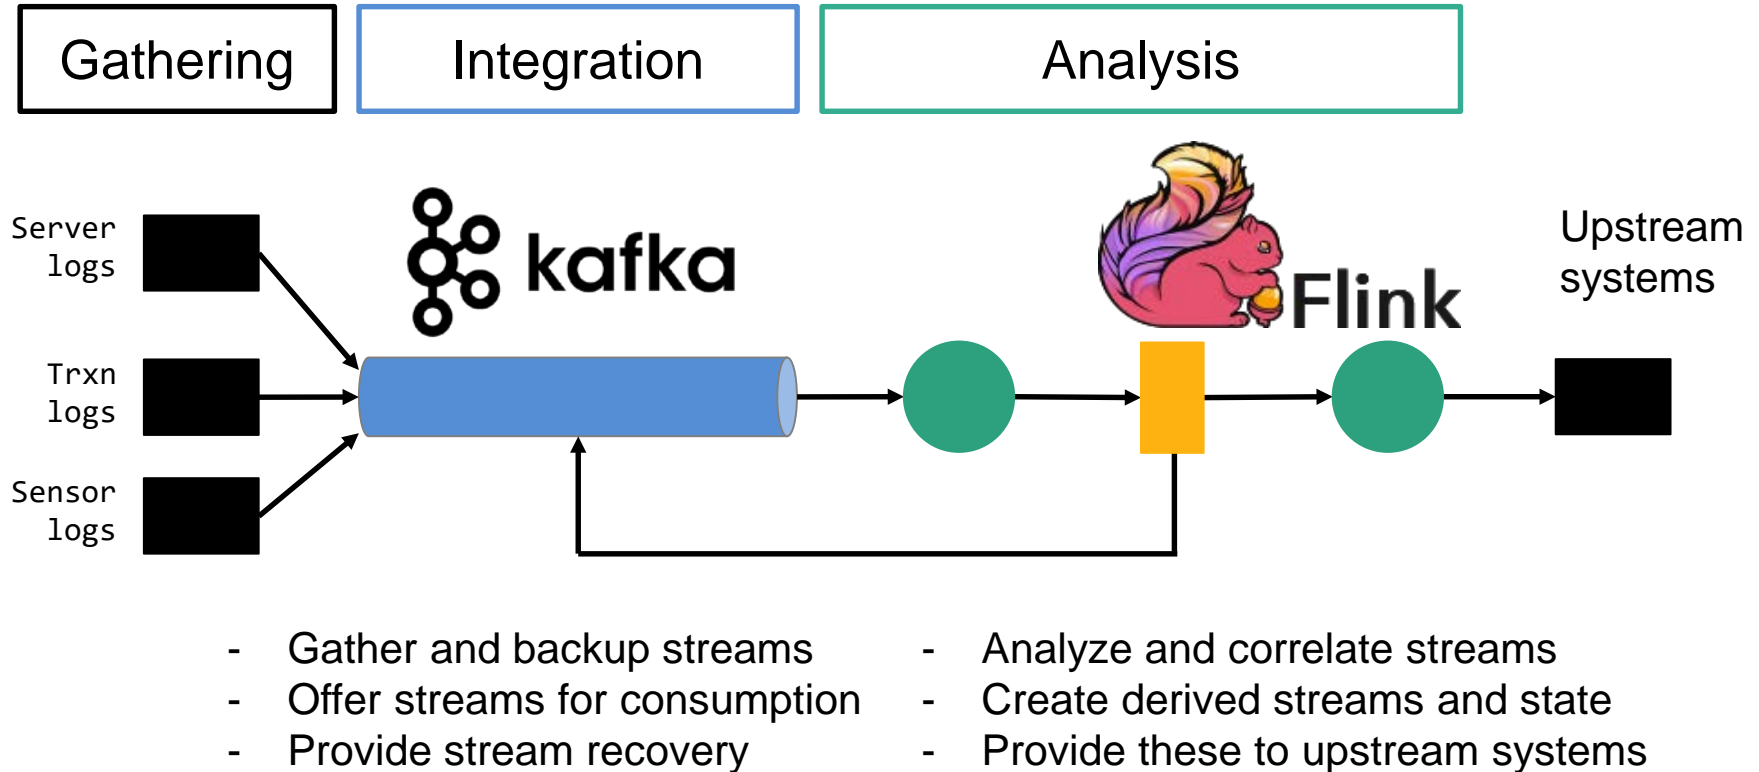 Gathering
Integration
Analysis
Server
logs
Trxn
logs
Sensor
logs
kafka
Flink
Upstream
systems
- Gather and backup streams
- Offer streams for consumption
- Provide stream recovery
- Analyze and correlate streams
- Create derived streams and state
- Provide these to upstream systems